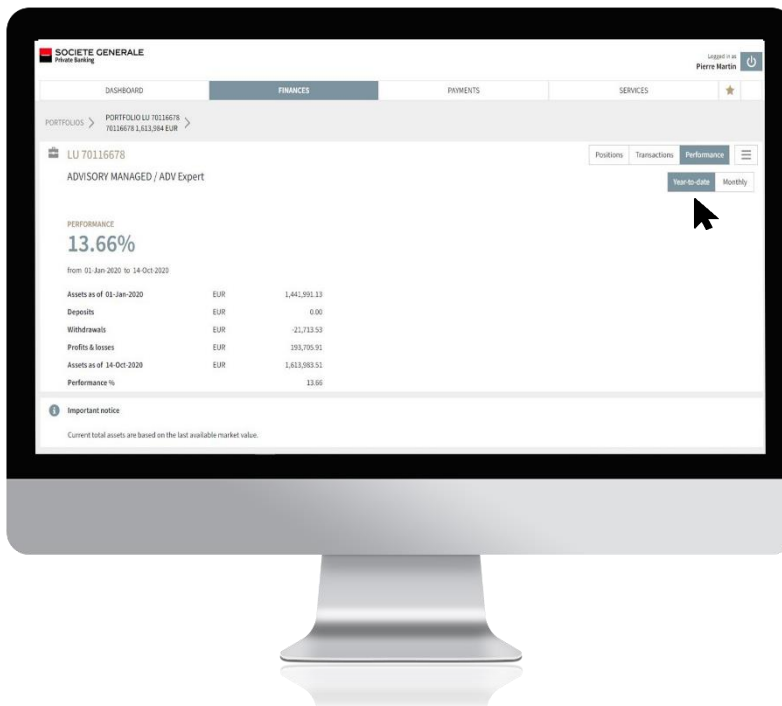 SOCIETE GENERALE
Private Banking
Logged in as
Pierre Martin
DASHBOARD FINANCES PAYMENTS SERVICES
PORTFOLIOS > PORTFOLIO LU 70116678 >
70116678 1,613,984 EUR
LU 70116678
Positions Transactions Performance
ADVISORY MANAGED / ADV Expert
Year-to-date Monthly
PERFORMANCE
13.66%
from 01-Jan-2020 to 14-Oct-2020
Assets as of 01-Jan-2020 EUR 1,441,991.13
Deposits EUR 0.00
Withdrawals EUR -21,713.53
Profits & losses EUR 193,705.91
Assets as of 14-Oct-2020 EUR 1,613,983.51
Performance % 13.66
Important notice
Current total assets are based on the last available market value.